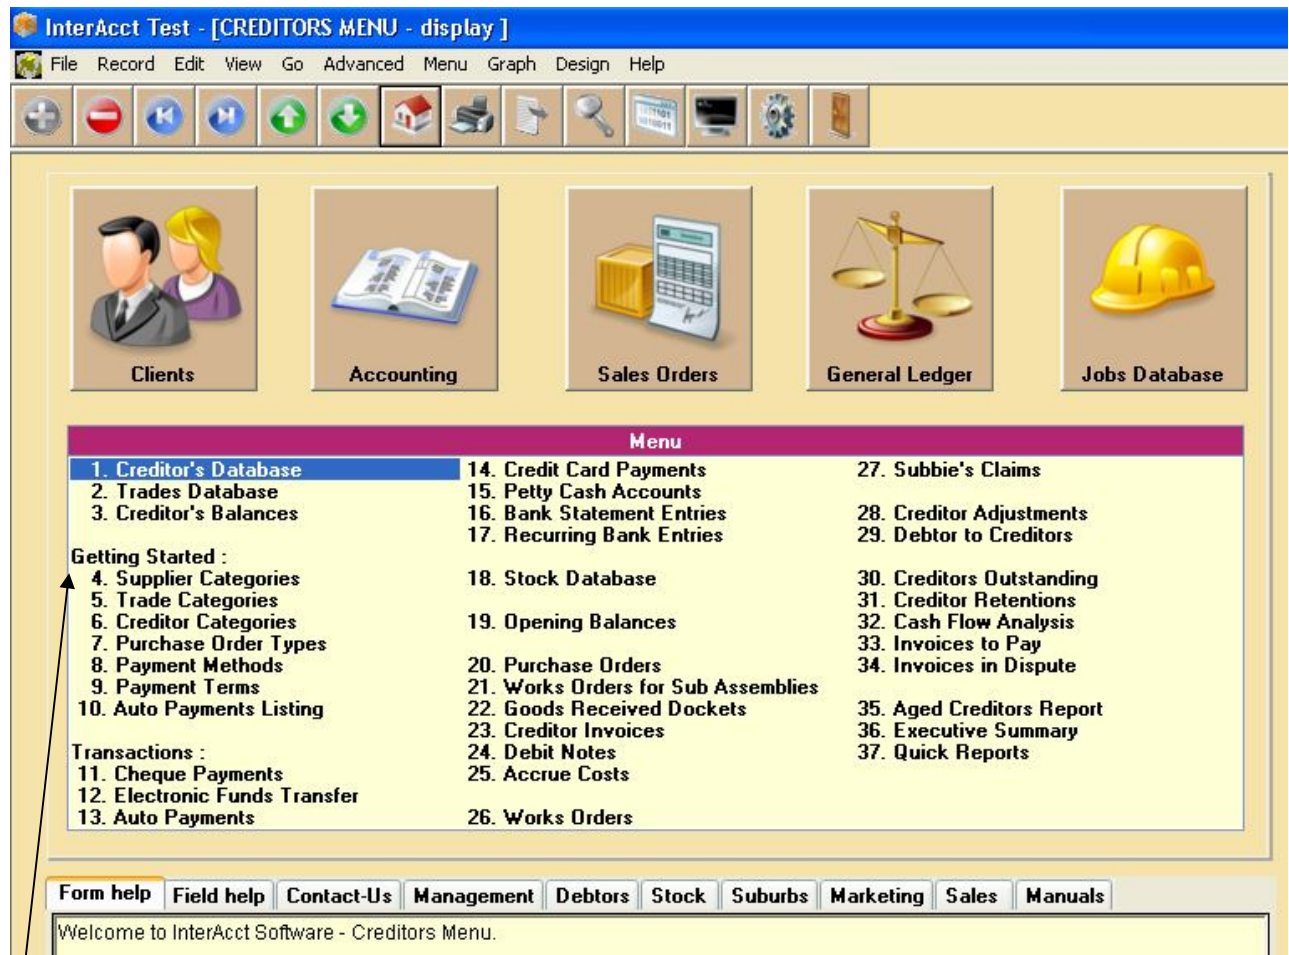 InterAcct Test - [CREDITORS MENU - display ]
File Record Edit View Go Advanced Menu Graph Design Help
Clients
Accounting
Sales Orders
General Ledger
Jobs Database
Menu
1. Creditor's Database
2. Trades Database
3. Creditor's Balances
Getting Started :
4. Supplier Categories
5. Trade Categories
6. Creditor Categories
7. Purchase Order Types
8. Payment Methods
9. Payment Terms
10. Auto Payments Listing
Transactions :
11. Cheque Payments
12. Electronic Funds Transfer
13. Auto Payments
14. Credit Card Payments
15. Petty Cash Accounts
16. Bank Statement Entries
17. Recurring Bank Entries
18. Stock Database
19. Opening Balances
20. Purchase Orders
21. Works Orders for Sub Assemblies
22. Goods Received Dockets
23. Creditor Invoices
24. Debit Notes
25. Accrue Costs
26. Works Orders
27. Subbie's Claims
28. Creditor Adjustments
29. Debtor to Creditors
30. Creditors Outstanding
31. Creditor Retentions
32. Cash Flow Analysis
33. Invoices to Pay
34. Invoices in Dispute
35. Aged Creditors Report
36. Executive Summary
37. Quick Reports
Form help Field help Contact-Us Management Debtors Stock Suburbs Marketing Sales Manuals
Welcome to InterAcct Software - Creditors Menu.